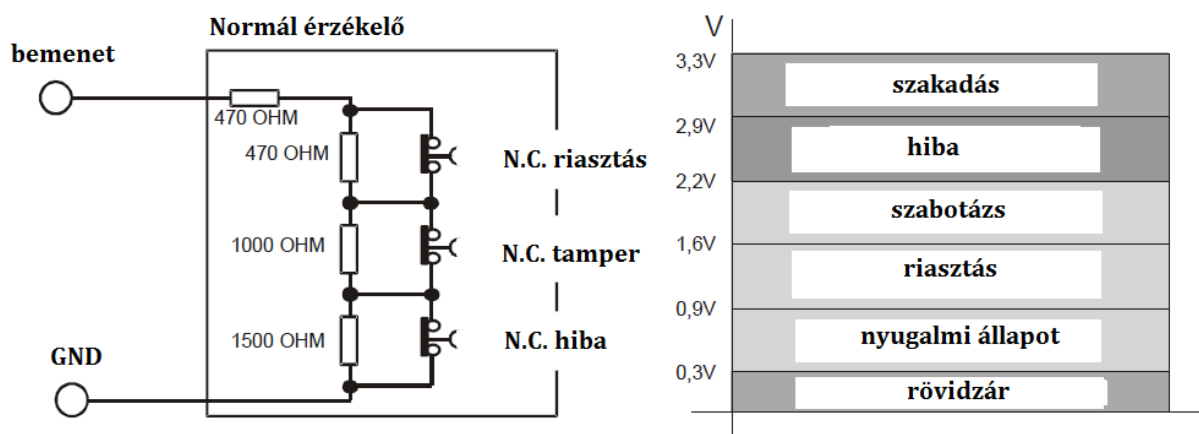 Normál érzékelő
bemenet
470 OHM
470 OHM
N.C. riasztás
1000 OHM
N.C. tamper
1500 OHM
N.C. hiba
GND
V
3,3V
szakadás
2,9V
hiba
2,2V
szabotázs
1,6V
riasztás
0,9V
nyugalmi állapot
0,3V
rövidzár